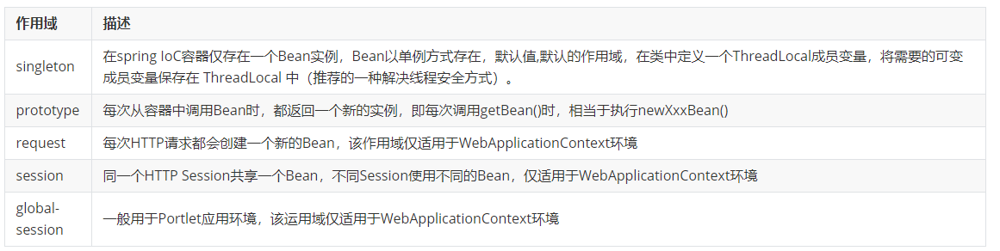 作用域 描述
singleton 在spring IoC容器仅存在一个Bean实例，Bean以单例方式存在，默认值,默认的作用域，在类中定义一个ThreadLocal成员变量，将需要的可变
成员变量保存在 ThreadLocal 中（推荐的一种解决线程安全方式）。
prototype 每次从容器中调用Bean时，都返回一个新的实例，即每次调用getBean()时，相当于执行newXxxBean()
request 每次HTTP请求都会创建一个新的Bean，该作用域仅适用于WebApplicationContext环境
session 同一个HTTP Session共享一个Bean，不同Session使用不同的Bean，仅适用于WebApplicationContext环境
global-
session 一般用于Portlet应用环境，该运用域仅适用于WebApplicationContext环境